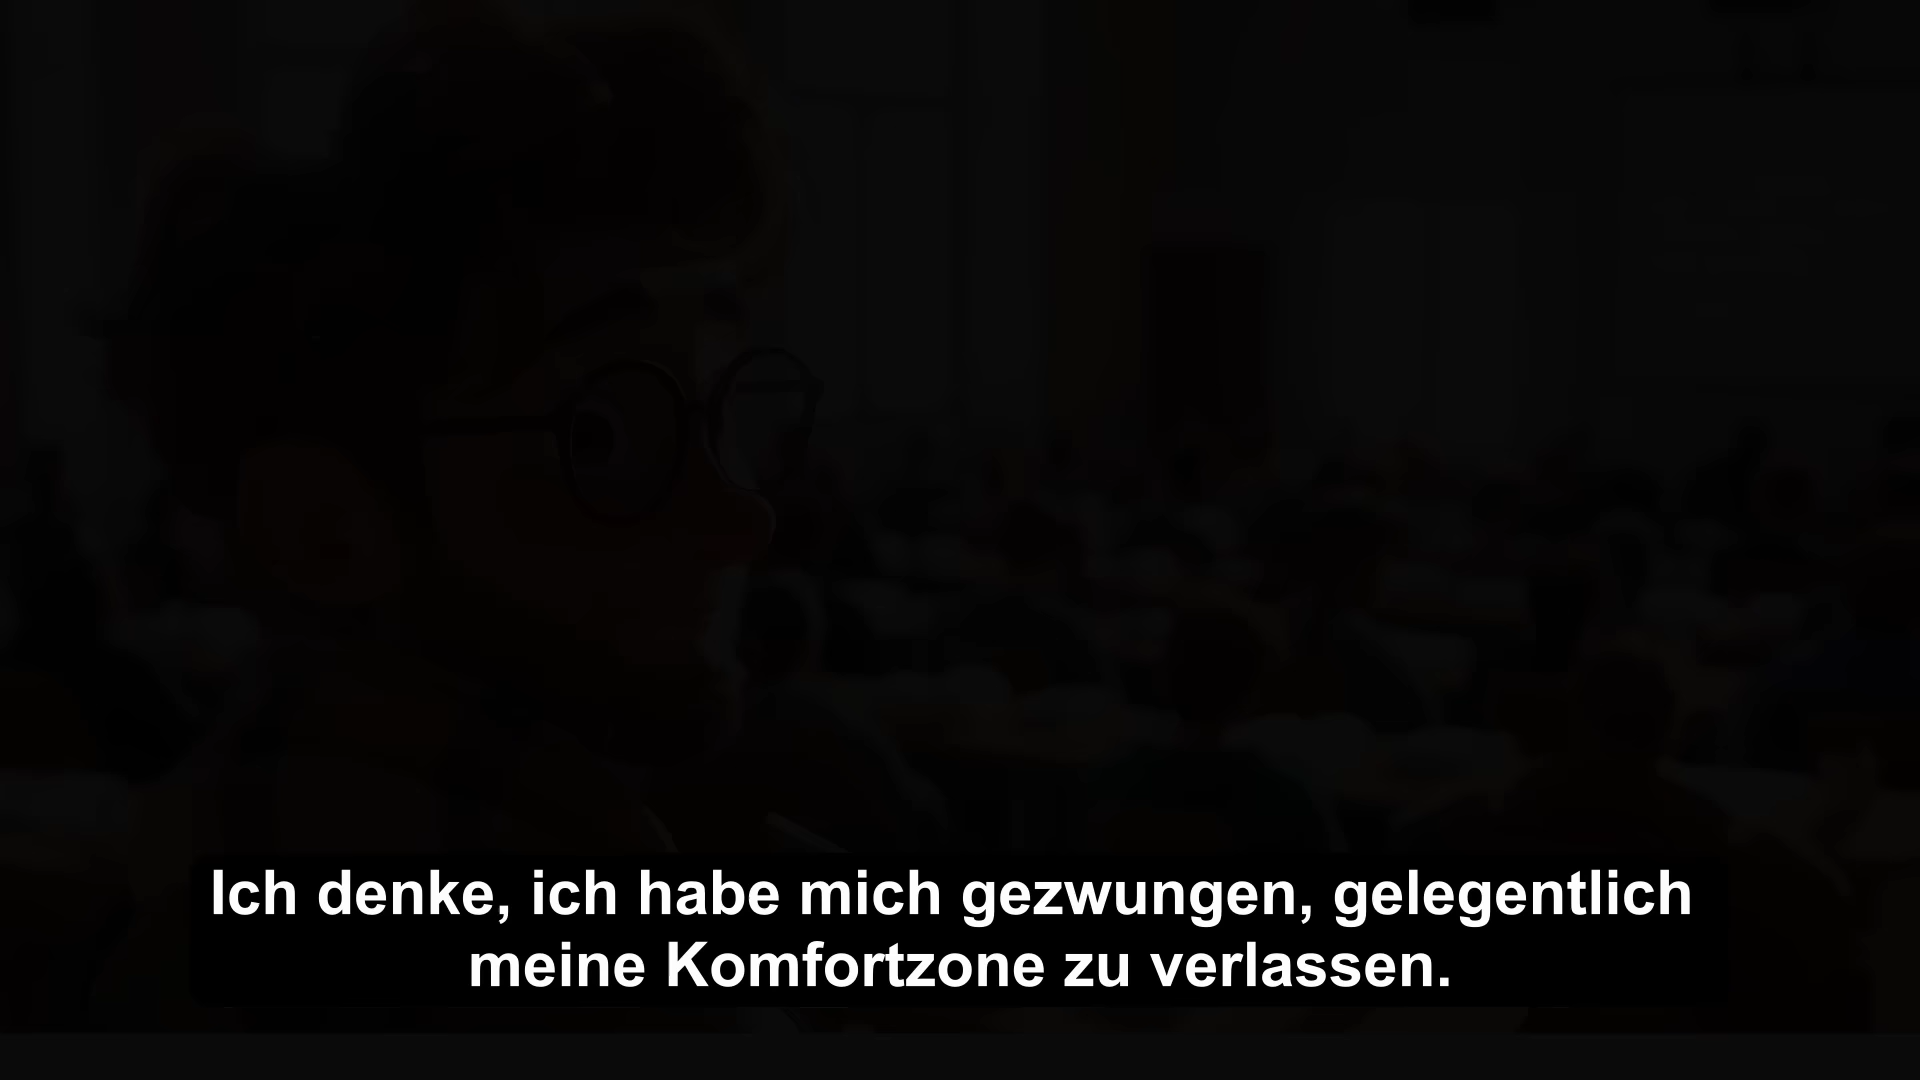 Ich denke, ich habe mich gezwungen, gelegentlich
meine Komfortzone zu verlassen.